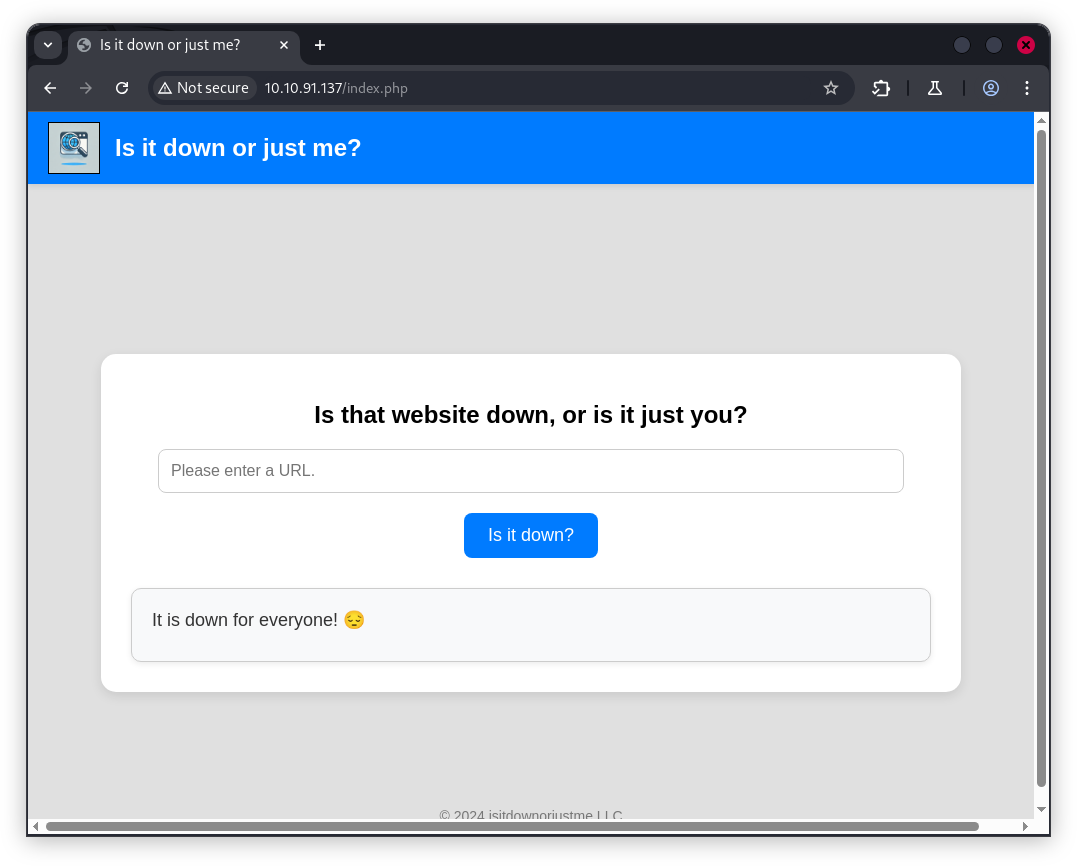 Is it down or just me?
Not secure 10.10.91.137/index.php
Is it down or just me?
Is that website down, or is it just you?
Please enter a URL.
Is it down?
It is down for everyone! 😔
© 2024 isitdownorjustme LLC